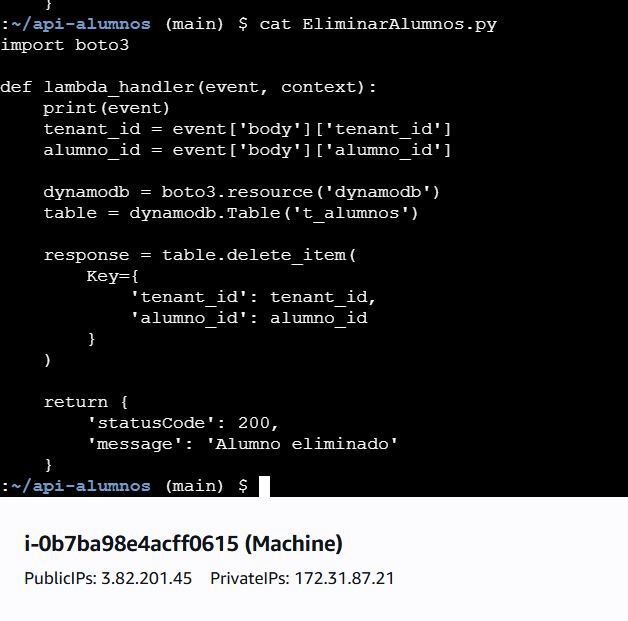 }
:~/api-alumnos (main) $ cat EliminarAlumnos.py
import boto3

def lambda_handler(event, context):
    print(event)
    tenant_id = event['body']['tenant_id']
    alumno_id = event['body']['alumno_id']

    dynamodb = boto3.resource('dynamodb')
    table = dynamodb.Table('t_alumnos')

    response = table.delete_item(
        Key={
            'tenant_id': tenant_id,
            'alumno_id': alumno_id
        }
    )

    return {
        'statusCode': 200,
        'message': 'Alumno eliminado'
    }
:~/api-alumnos (main) $
i-0b7ba98e4acff0615 (Machine)
PublicIPs: 3.82.201.45    PrivateIPs: 172.31.87.21